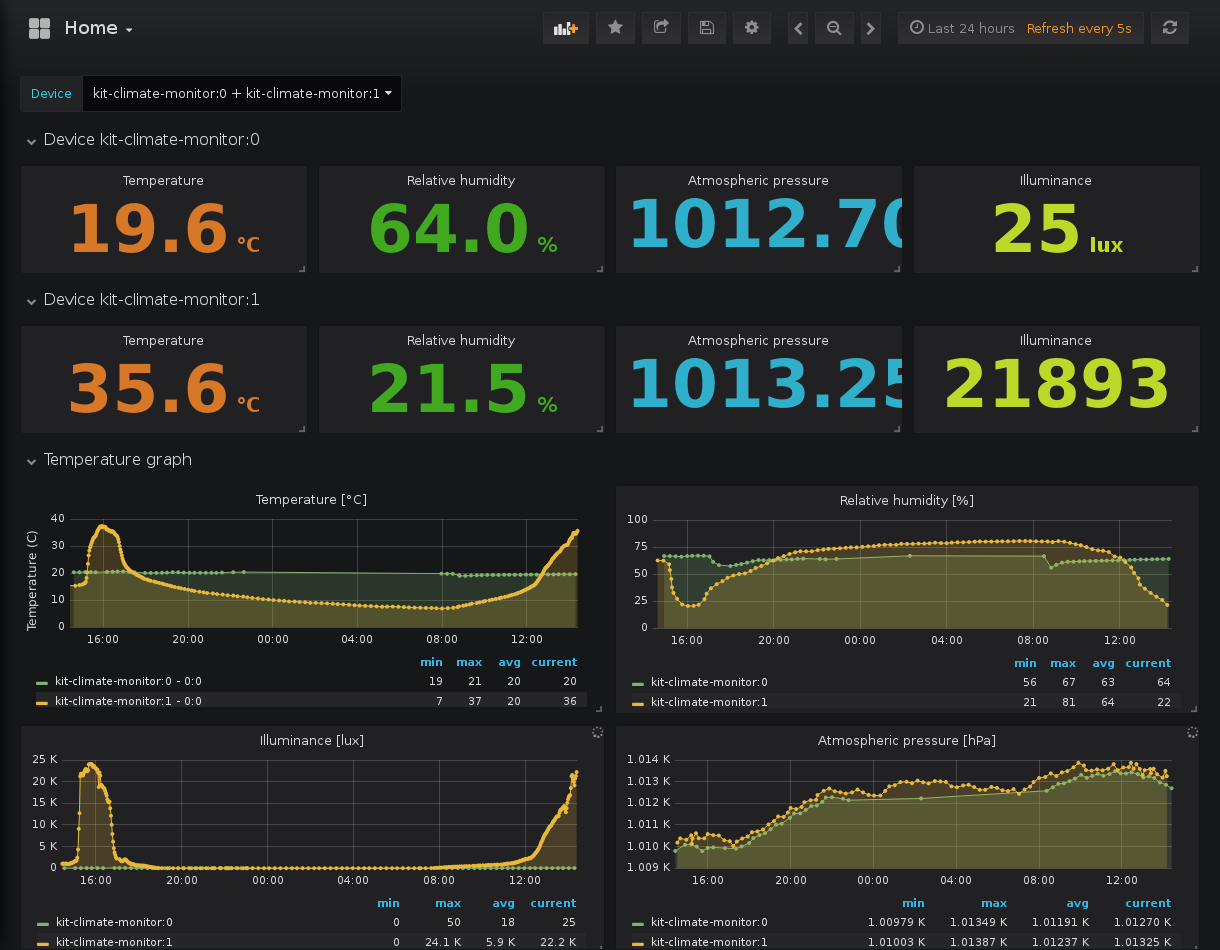 Home
Last 24 hours Refresh every 5s
Device kit-climate-monitor:0 + kit-climate-monitor:1
Device kit-climate-monitor:0
Temperature Relative humidity Atmospheric pressure Illuminance
19.6 °C 64.0 % 1012.70 25 lux
Device kit-climate-monitor:1
Temperature Relative humidity Atmospheric pressure Illuminance
35.6 °C 21.5 % 1013.25 21893
Temperature graph
Temperature [°C]
Temperature (C)
40
30
20
10
0
16:00 20:00 00:00 04:00 08:00 12:00
min max avg current
kit-climate-monitor:0 - 0:0 19 21 20 20
kit-climate-monitor:1 - 0:0 7 37 20 36
Relative humidity [%]
100
75
50
25
0
16:00 20:00 00:00 04:00 08:00 12:00
min max avg current
kit-climate-monitor:0 56 67 63 64
kit-climate-monitor:1 21 81 64 22
Illuminance [lux]
25 K
20 K
15 K
10 K
5 K
0
16:00 20:00 00:00 04:00 08:00 12:00
min max avg current
kit-climate-monitor:0 0 50 18 25
kit-climate-monitor:1 0 24.1 K 5.9 K 22.2 K
Atmospheric pressure [hPa]
1.014 K
1.013 K
1.012 K
1.011 K
1.010 K
1.009 K
16:00 20:00 00:00 04:00 08:00 12:00
min max avg current
kit-climate-monitor:0 1.00979 K 1.01349 K 1.01191 K 1.01270 K
kit-climate-monitor:1 1.01003 K 1.01387 K 1.01237 K 1.01325 K